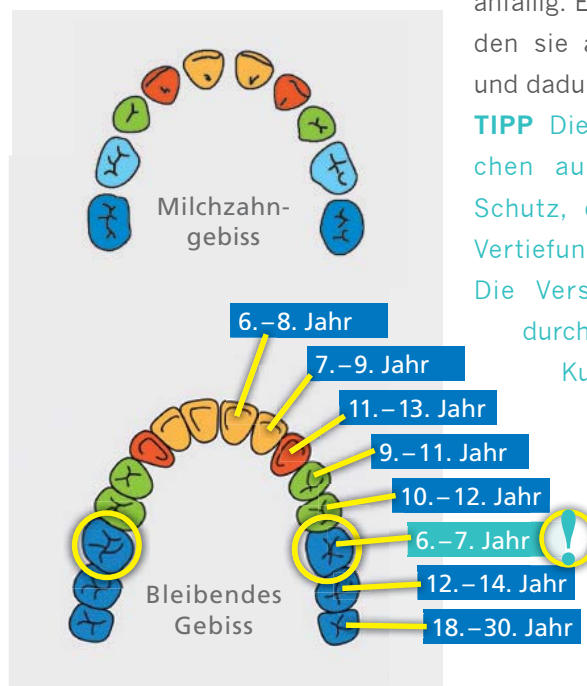 anfällig. E
den sie a
und dadu
TIPP Die
chen au
Schutz,
Vertiefun
Die Vers
durch
Ku
Milchzahn-
gebiss
6.–8. Jahr
7.–9. Jahr
11.–13. Jahr
9.–11. Jahr
10.–12. Jahr
6.–7. Jahr !
12.–14. Jahr
18.–30. Jahr
Bleibendes
Gebiss